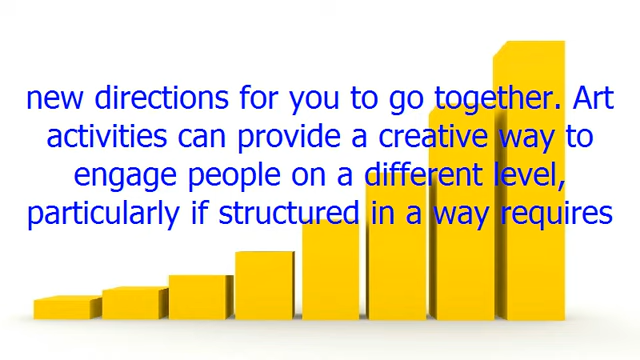 new directions for you to go together. Art
activities can provide a creative way to
engage people on a different level,
particularly if structured in a way requires